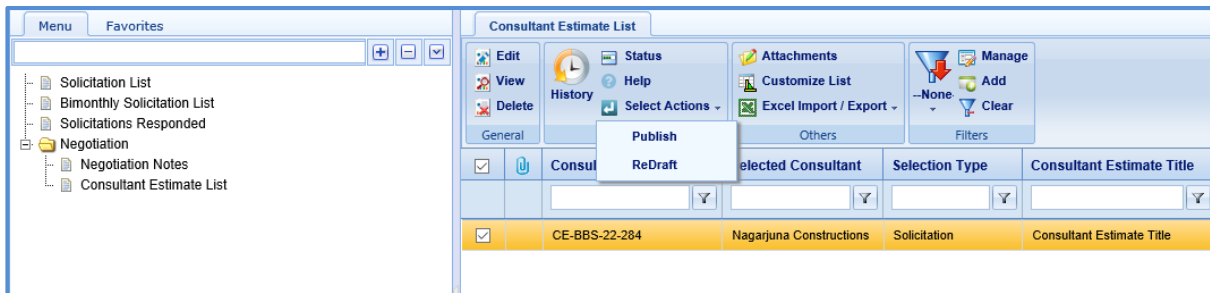 Menu
Favorites
Solicitation List
Bimonthly Solicitation List
Solicitations Responded
Negotiation
Negotiation Notes
Consultant Estimate List
Consultant Estimate List
Edit
View
Delete
General
History
Status
Help
Select Actions
Publish
ReDraft
Attachments
Customize List
Excel Import / Export
Others
--None-
Manage
Add
Clear
Filters
Consul elected Consultant Selection Type Consultant Estimate Title
CE-BBS-22-284 Nagarjuna Constructions Solicitation Consultant Estimate Title